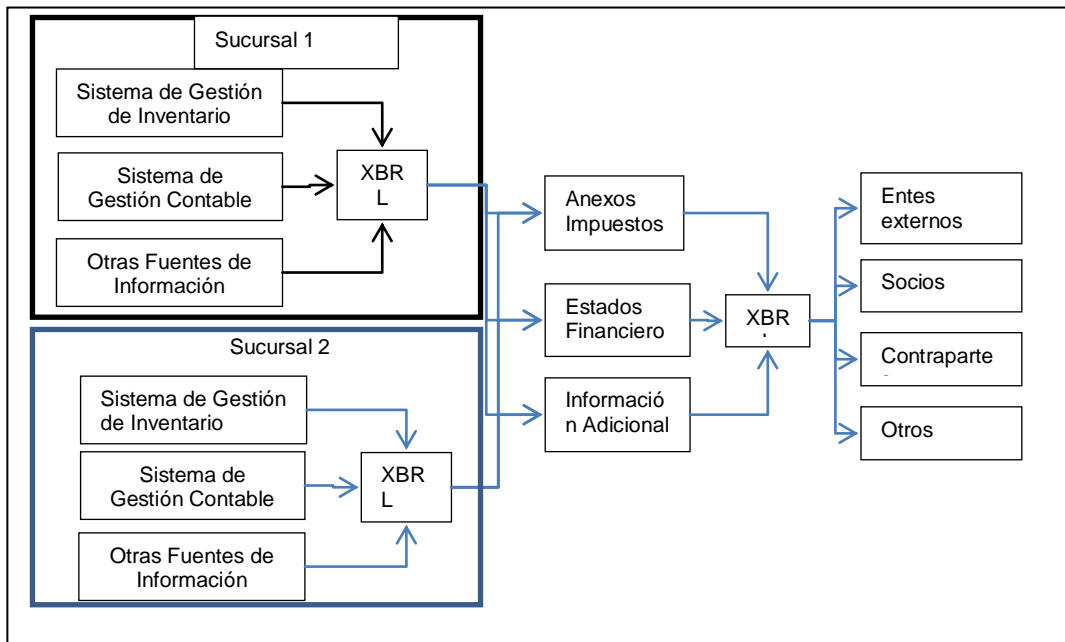 Sucursal 1
Sistema de Gestión
de Inventario
Sistema de
Gestión Contable
Otras Fuentes de
Información
XBR
L
Sucursal 2
Sistema de Gestión
de Inventario
Sistema de
Gestión Contable
Otras Fuentes de
Información
XBR
L
Anexos
Impuestos
Estados
Financiero
Informació
n Adicional
XBR
Entes
externos
Socios
Contraparte
Otros